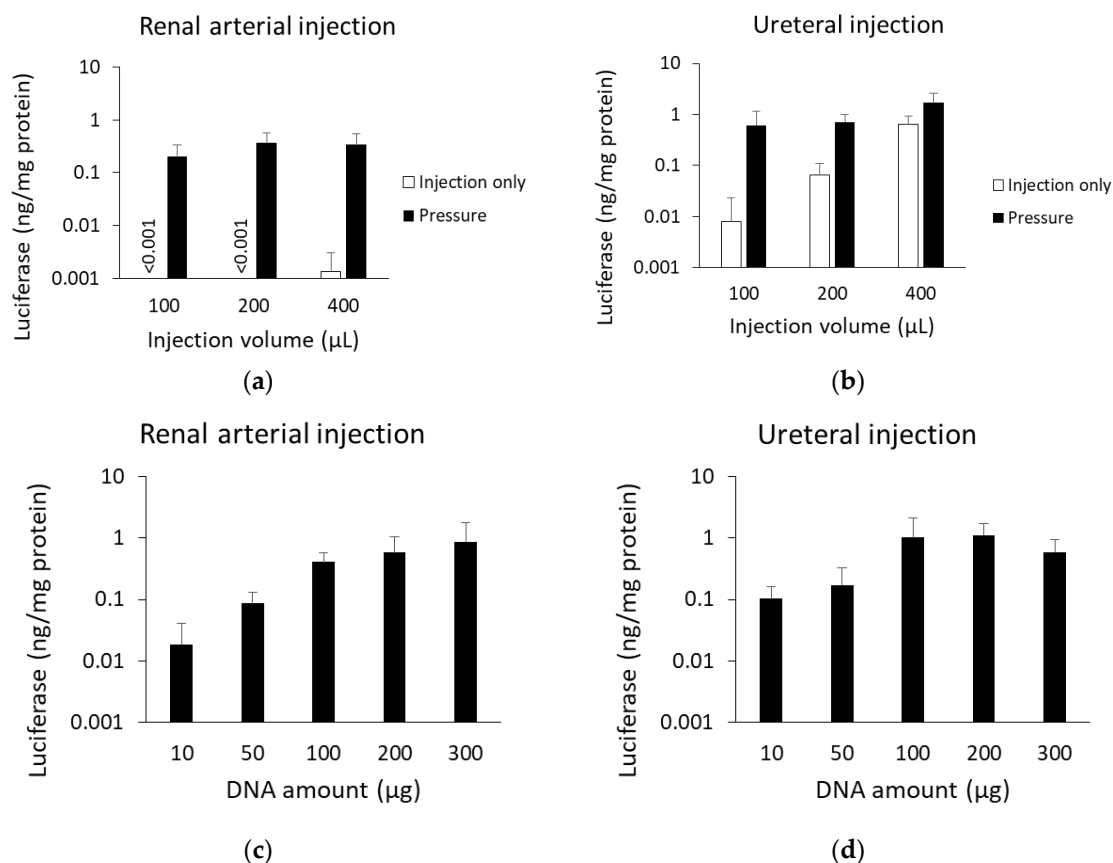 Renal arterial injection
Luciferase (ng/mg protein)
10
1
0.1
0.01
0.001
<0.001
<0.001
100 200 400
Injection volume (µL)
Injection only
Pressure
(a)
Ureteral injection
Luciferase (ng/mg protein)
10
1
0.1
0.01
0.001
100 200 400
Injection volume (µL)
Injection only
Pressure
(b)
Renal arterial injection
Luciferase (ng/mg protein)
10
1
0.1
0.01
0.001
10 50 100 200 300
DNA amount (µg)
(c)
Ureteral injection
Luciferase (ng/mg protein)
10
1
0.1
0.01
0.001
10 50 100 200 300
DNA amount (µg)
(d)